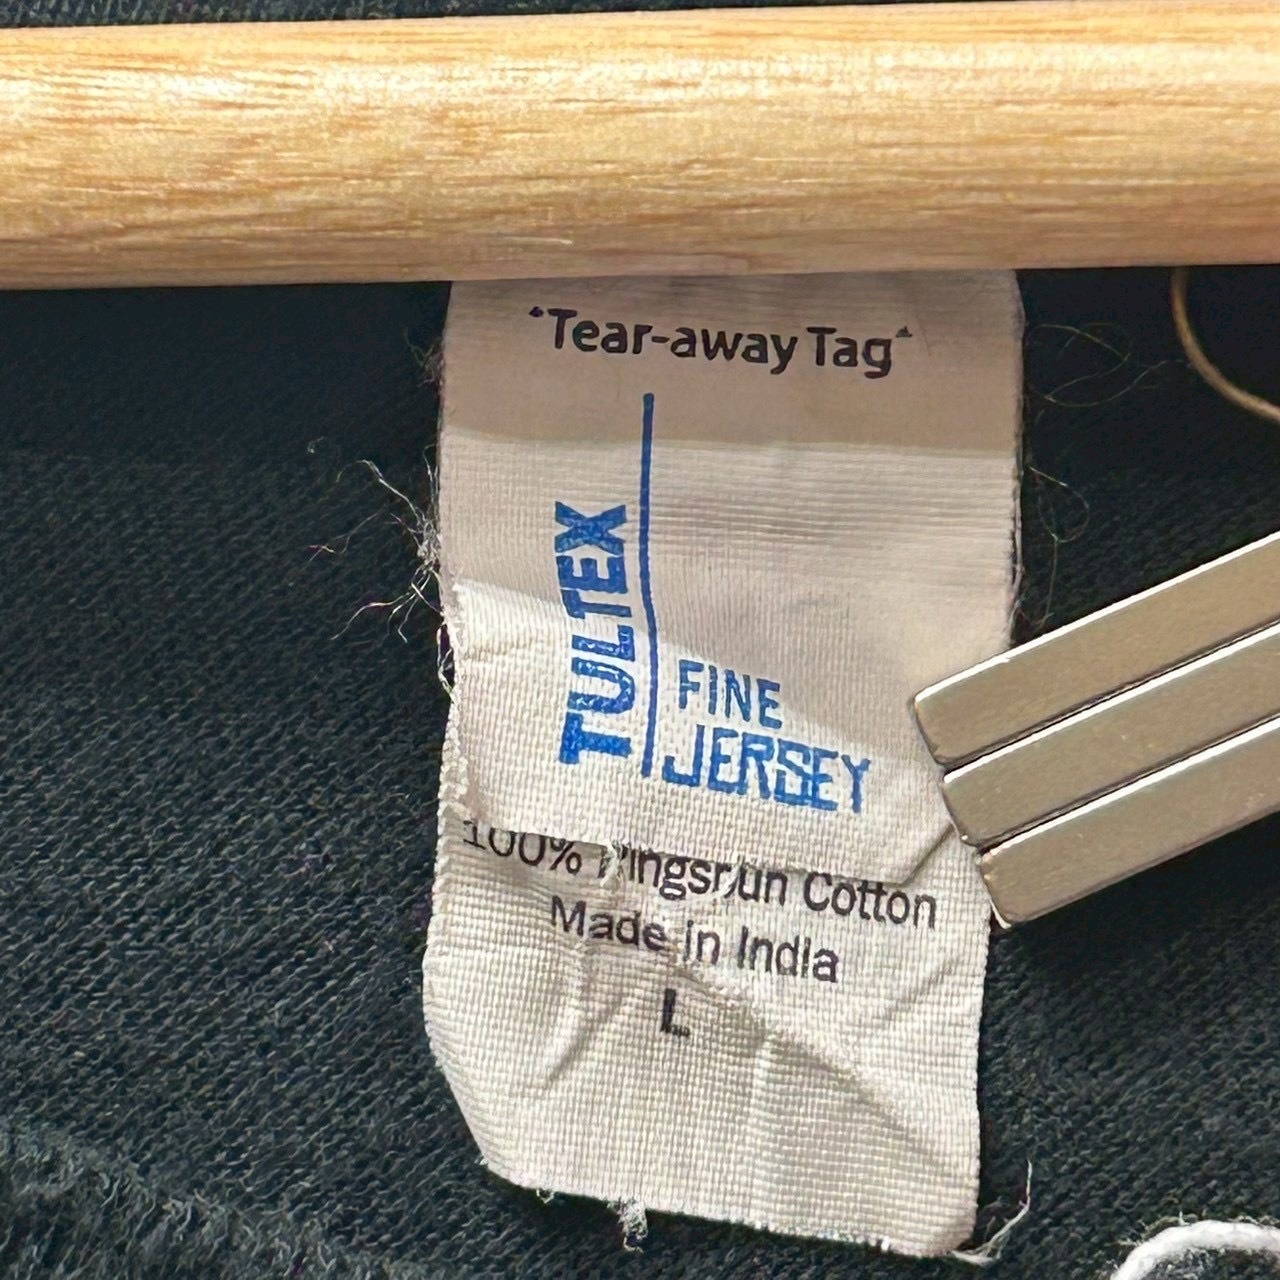 "Tear-away Tag"
TULTEX
FINE
JERSEY
100% Ringspun Cotton
Made in India
L